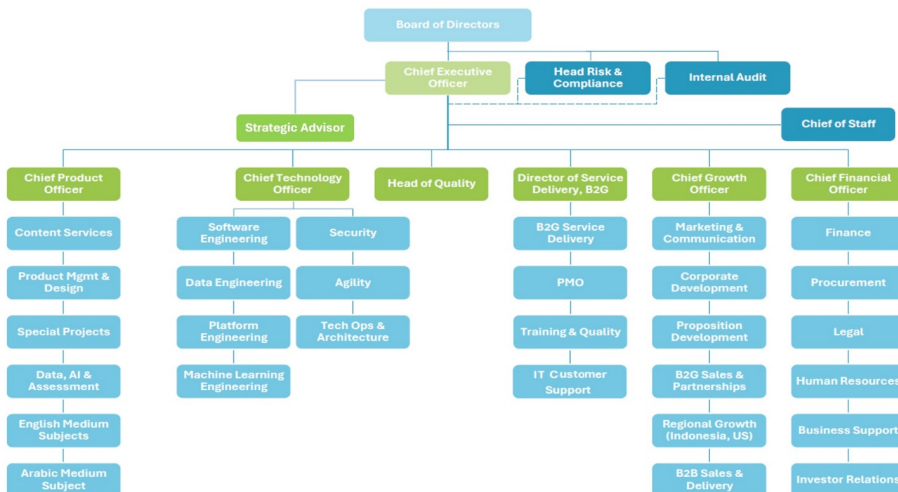 Board of Directors
Chief Executive
Officer
Head Risk &
Compliance
Internal Audit
Strategic Advisor
Chief of Staff
Chief Product
Officer
Chief Technology
Officer
Head of Quality
Director of Service
Delivery, B2G
Chief Growth
Officer
Chief Financial
Officer
Content Services
Software
Engineering
Security
B2G Service
Delivery
Marketing &
Communication
Finance
Product Mgmt &
Design
Data Engineering
Agility
PMO
Corporate
Development
Procurement
Special Projects
Platform
Engineering
Tech Ops &
Architecture
Training & Quality
Proposition
Development
Legal
Data, AI &
Assessment
Machine Learning
Engineering
IT Customer
Support
B2G Sales &
Partnerships
Human Resources
English Medium
Subjects
Regional Growth
(Indonesia, US)
Business Support
Arabic Medium
Subject
B2B Sales &
Delivery
Investor Relations